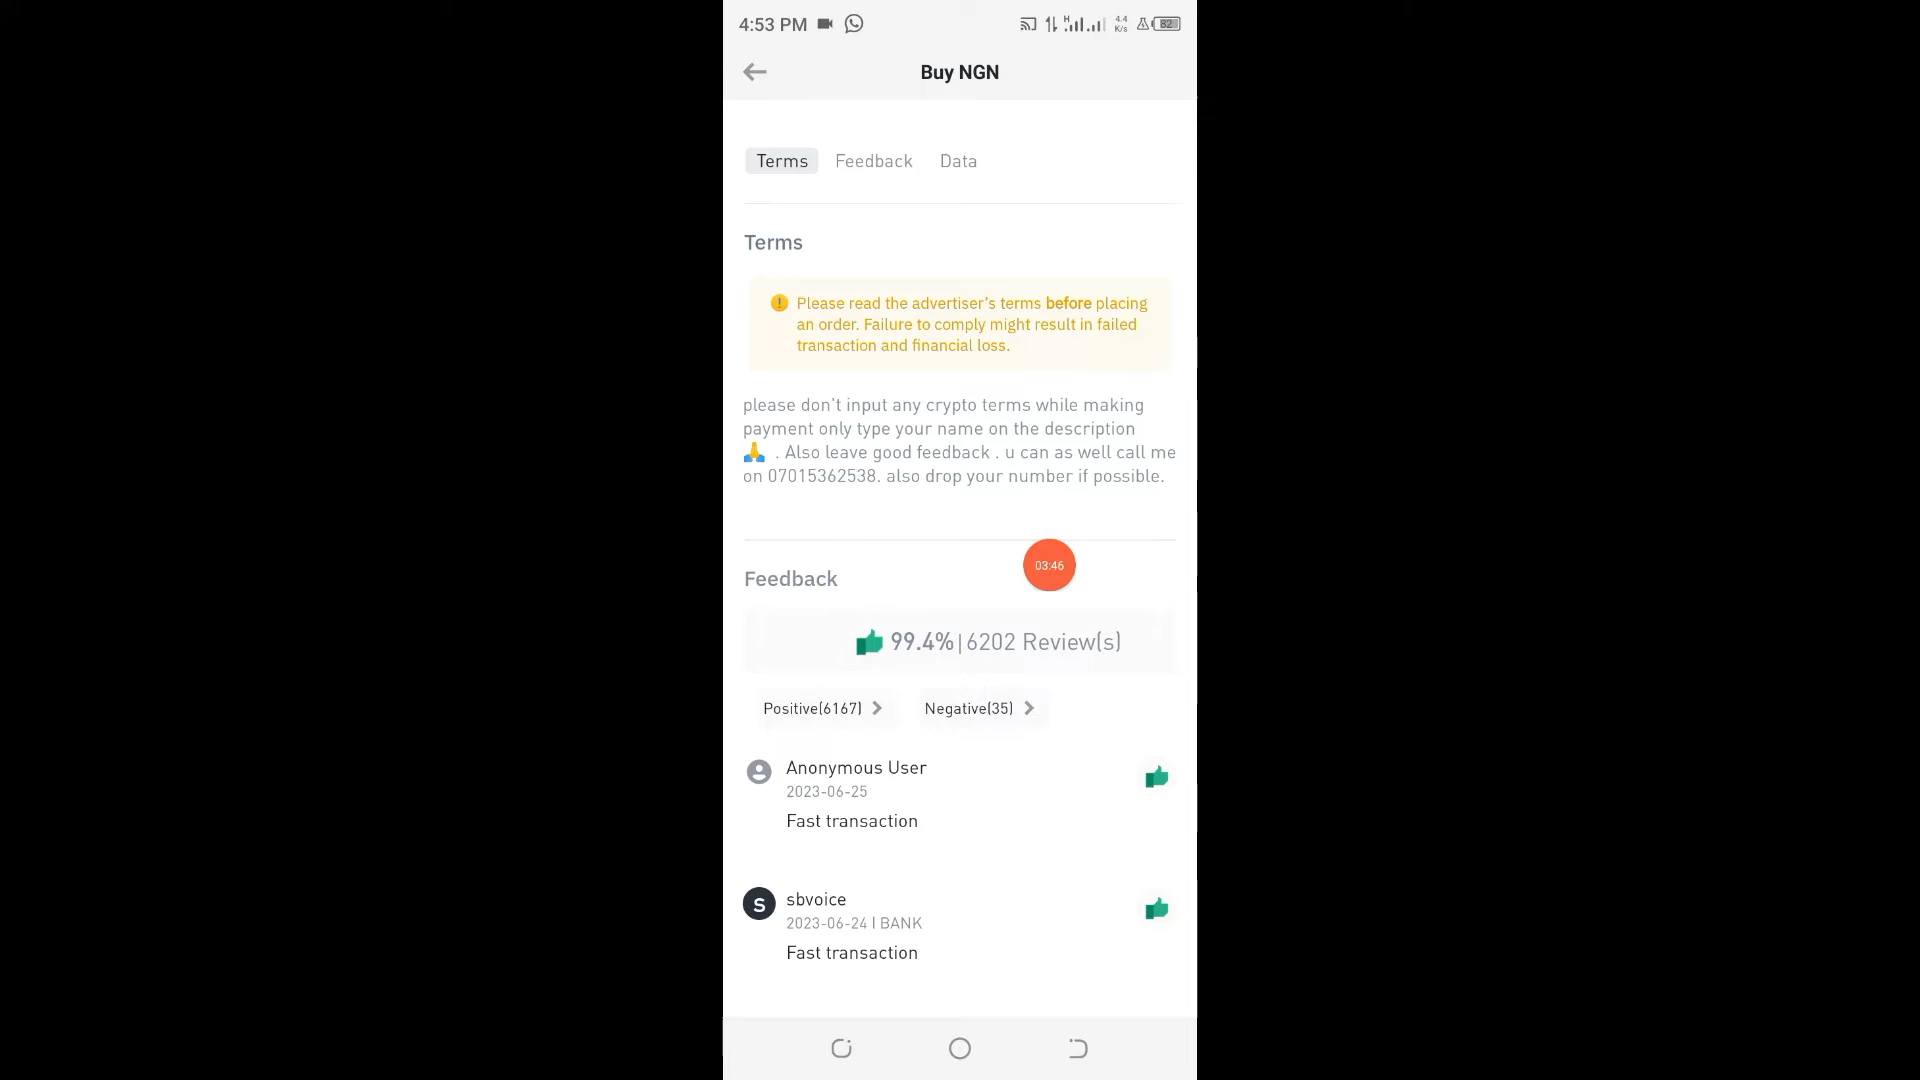 4:53 PM
H
4.4
K/s
82
Buy NGN
Terms
Feedback
Data
Terms
Please read the advertiser's terms before placing
an order. Failure to comply might result in failed
transaction and financial loss.
please don't input any crypto terms while making
payment only type your name on the description
🙏 . Also leave good feedback . u can as well call me
on 07015362538. also drop your number if possible.
03:46
Feedback
99.4% | 6202 Review(s)
Positive(6167)
Negative(35)
Anonymous User
2023-06-25
Fast transaction
S
sbvoice
2023-06-24 | BANK
Fast transaction